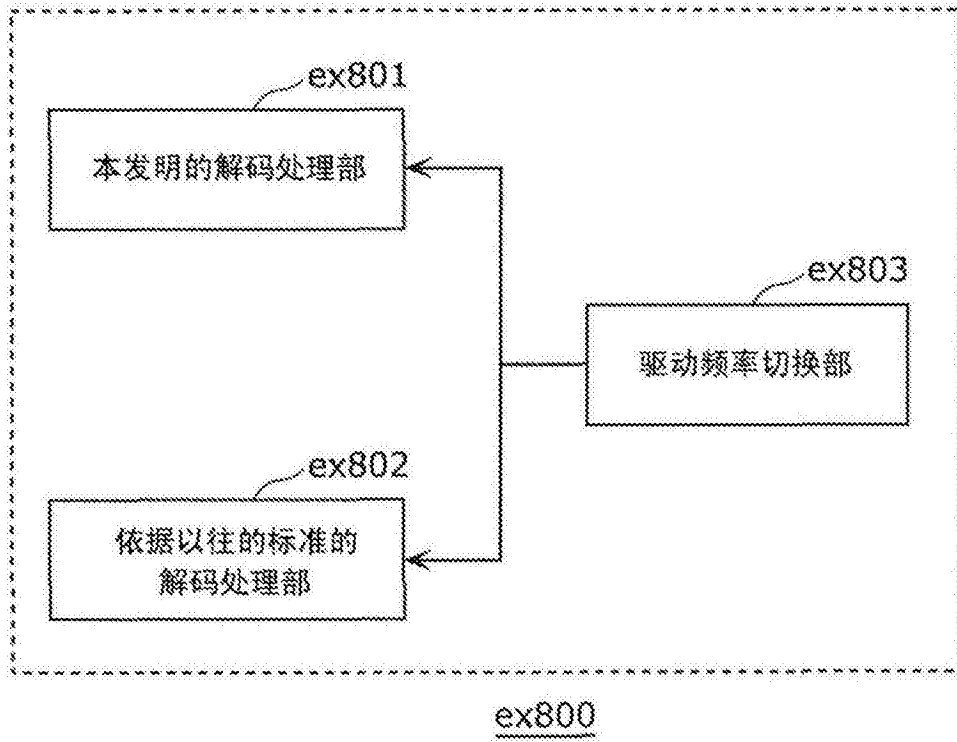 ex801
本发明的解码处理部
ex803
驱动频率切换部
ex802
依据以往的标准的
解码处理部
ex800